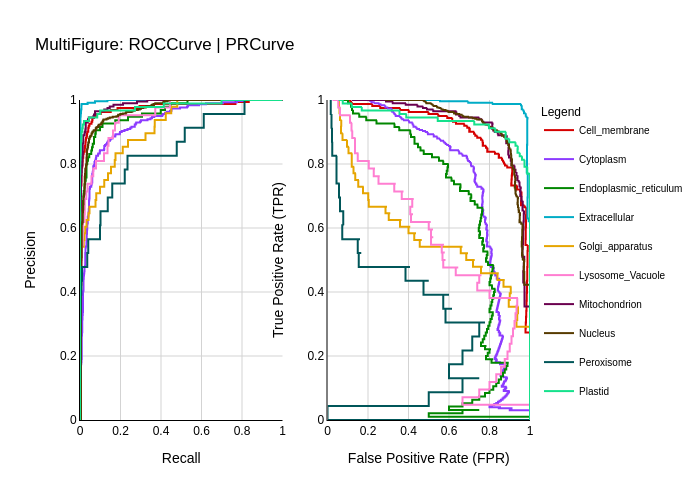 MultiFigure: ROCCurve | PRCurve
Precision
1
0.8
0.6
0.4
0.2
0
0 0.2 0.4 0.6 0.8 1
Recall
True Positive Rate (TPR)
1
0.8
0.6
0.4
0.2
0
0 0.2 0.4 0.6 0.8 1
False Positive Rate (FPR)
Legend
Cell_membrane
Cytoplasm
Endoplasmic_reticulum
Extracellular
Golgi_apparatus
Lysosome_Vacuole
Mitochondrion
Nucleus
Peroxisome
Plastid